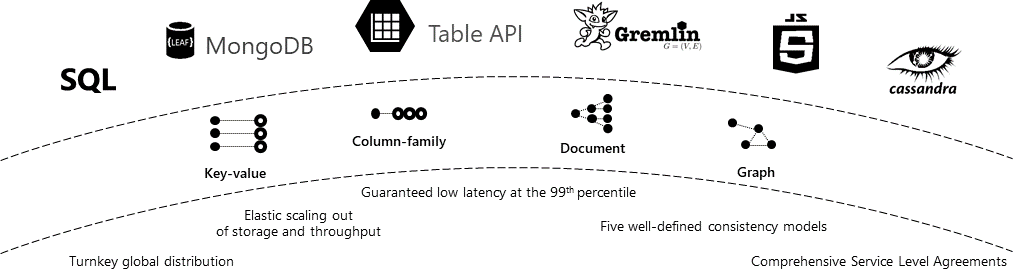 {LEAF} MongoDB
Table API
Gremlin
G = (V, E)
JS
5
SQL
cassandra
Key-value
Column-family
Document
Graph
Guaranteed low latency at the 99th percentile
Elastic scaling out
of storage and throughput
Five well-defined consistency models
Turnkey global distribution
Comprehensive Service Level Agreements